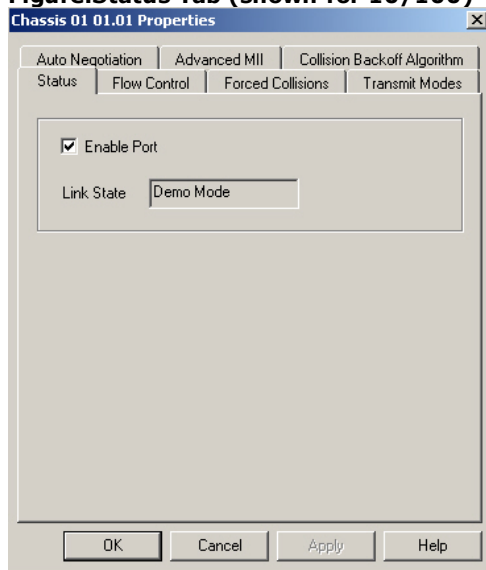 Figure:Status Tab (shown for 10/100)
Chassis 01 01.01 Properties
Auto Negotiation Advanced MII Collision Backoff Algorithm
Status Flow Control Forced Collisions Transmit Modes
Enable Port
Link State Demo Mode
OK Cancel Apply Help